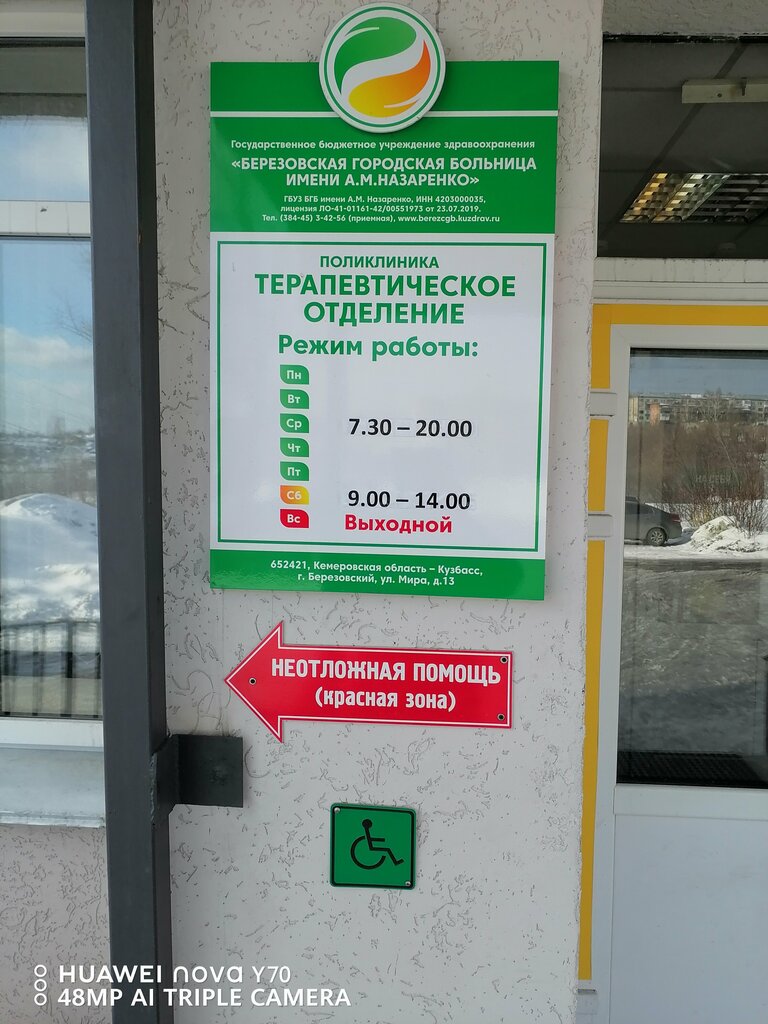 Государственное бюджетное учреждение здравоохранения
«БЕРЕЗОВСКАЯ ГОРОДСКАЯ БОЛЬНИЦА
ИМЕНИ А.М.НАЗАРЕНКО»
ГБУЗ БГБ имени А.М. Назаренко, ИНН 4203000035,
лицензия ЛО-41-01161-42/00551973 от 23.07.2019.
Тел. (384-45) 3-42-56 (приемная), www.berezcgb.kuzdrav.ru
ПОЛИКЛИНИКА
ТЕРАПЕВТИЧЕСКОЕ
ОТДЕЛЕНИЕ
Режим работы:
Пн
Вт
Ср 7.30 – 20.00
Чт
Пт
Сб 9.00 – 14.00
Вс Выходной
652421, Кемеровская область – Кузбасс,
г. Березовский, ул. Мира, д.13
НЕОТЛОЖНАЯ ПОМОЩЬ
(красная зона)
HUAWEI nova Y70
48MP AI TRIPLE CAMERA